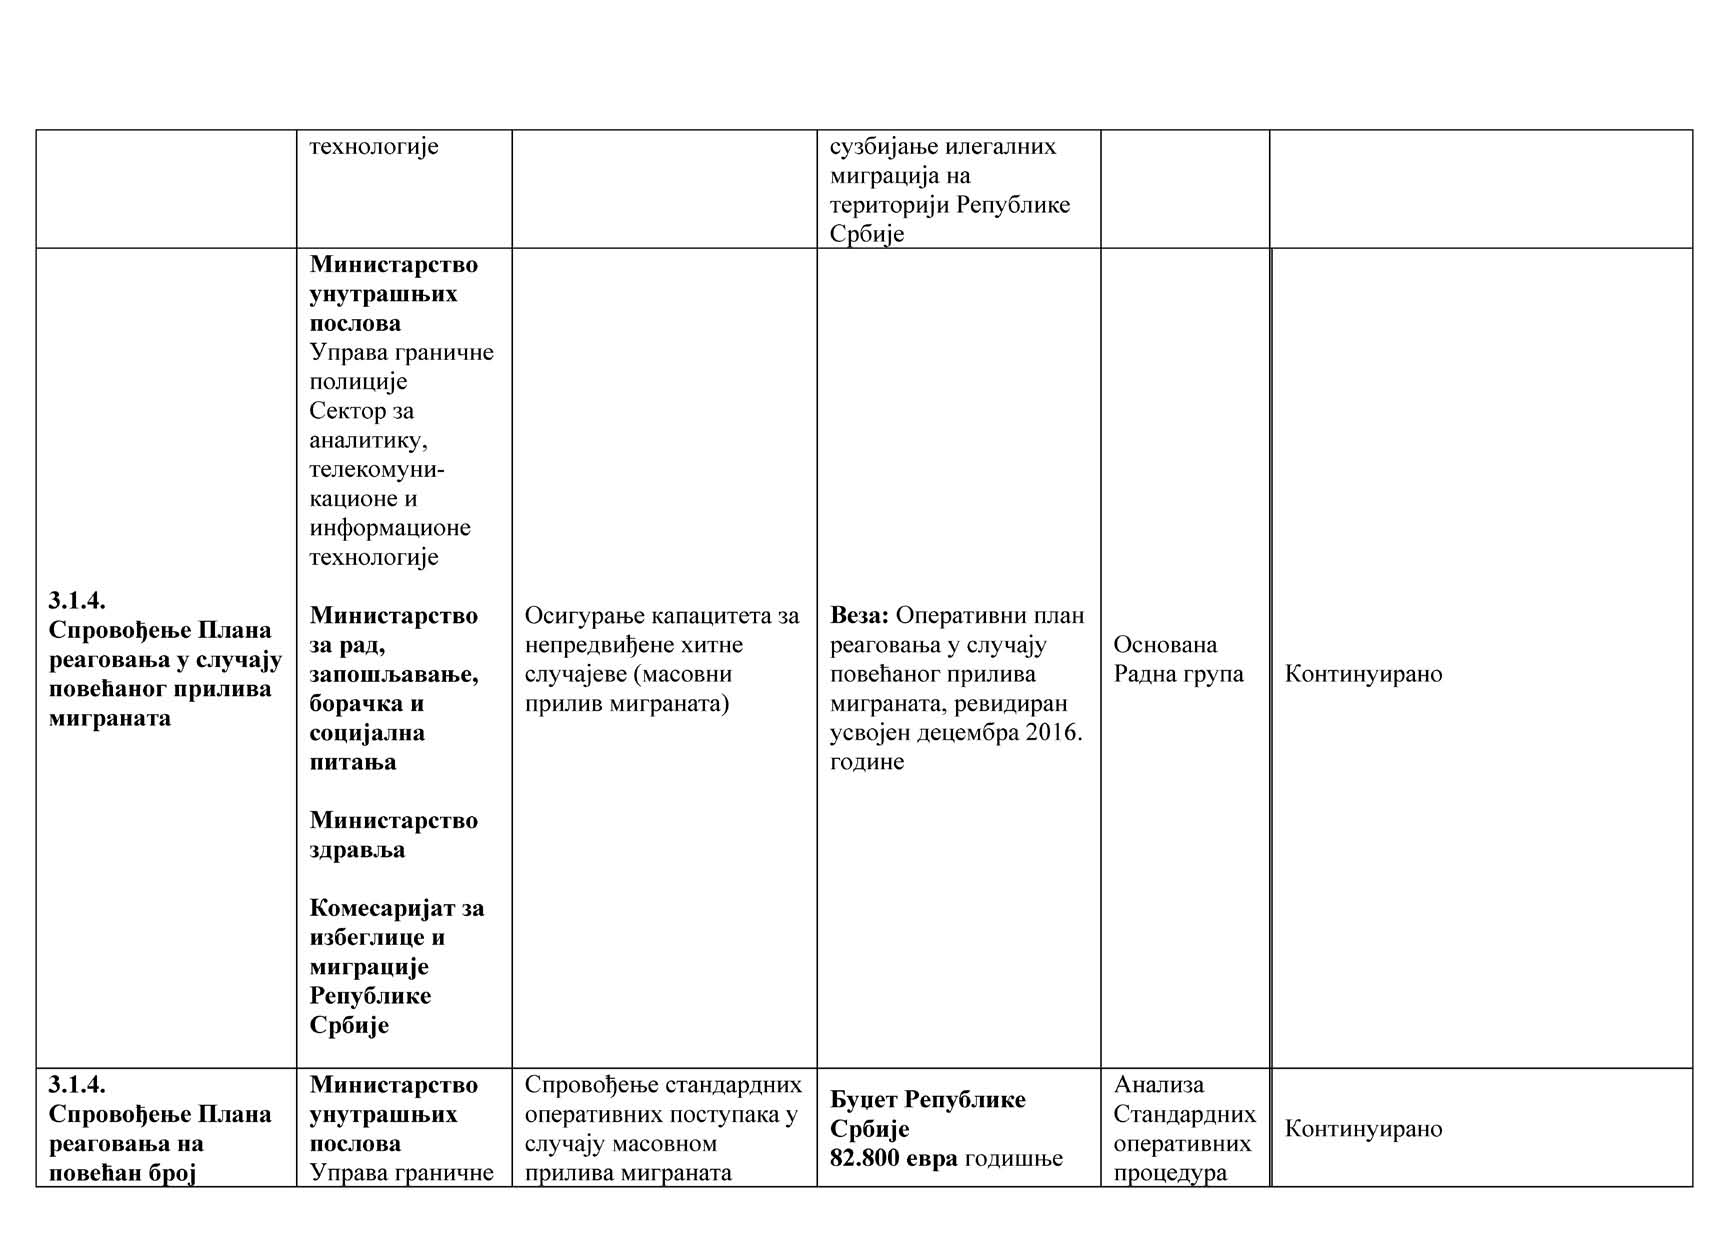 технологије
сузбијање илегалних
миграција на
територији Републике
Србије
3.1.4.
Спровођење Плана
реаговања у случају
повећаног прилива
миграната
Министарство
унутрашњих
послова
Управа граничне
полиције
Сектор за
аналитику,
телекомуни-
кационе и
информационе
технологије
Министарство
за рад,
запошљавање,
борачка и
социјална
питања
Министарство
здравља
Комесаријат за
избеглице и
миграције
Републике
Србије
Осигурање капацитета за
непредвиђене хитне
случајеве (масовни
прилив миграната)
Веза: Оперативни план
реаговања у случају
повећаног прилива
миграната, ревидиран
усвојен децембра 2016.
године
Основана
Радна група
Континуирано
3.1.4.
Спровођење Плана
реаговања на
повећан број
Министарство
унутрашњих
послова
Управа граничне
Спровођење стандардних
оперативних поступака у
случају масовном
прилива миграната
Буџет Републике
Србије
82.800 евра годишње
Анализа
Стандардних
оперативних
процедура
Континуирано